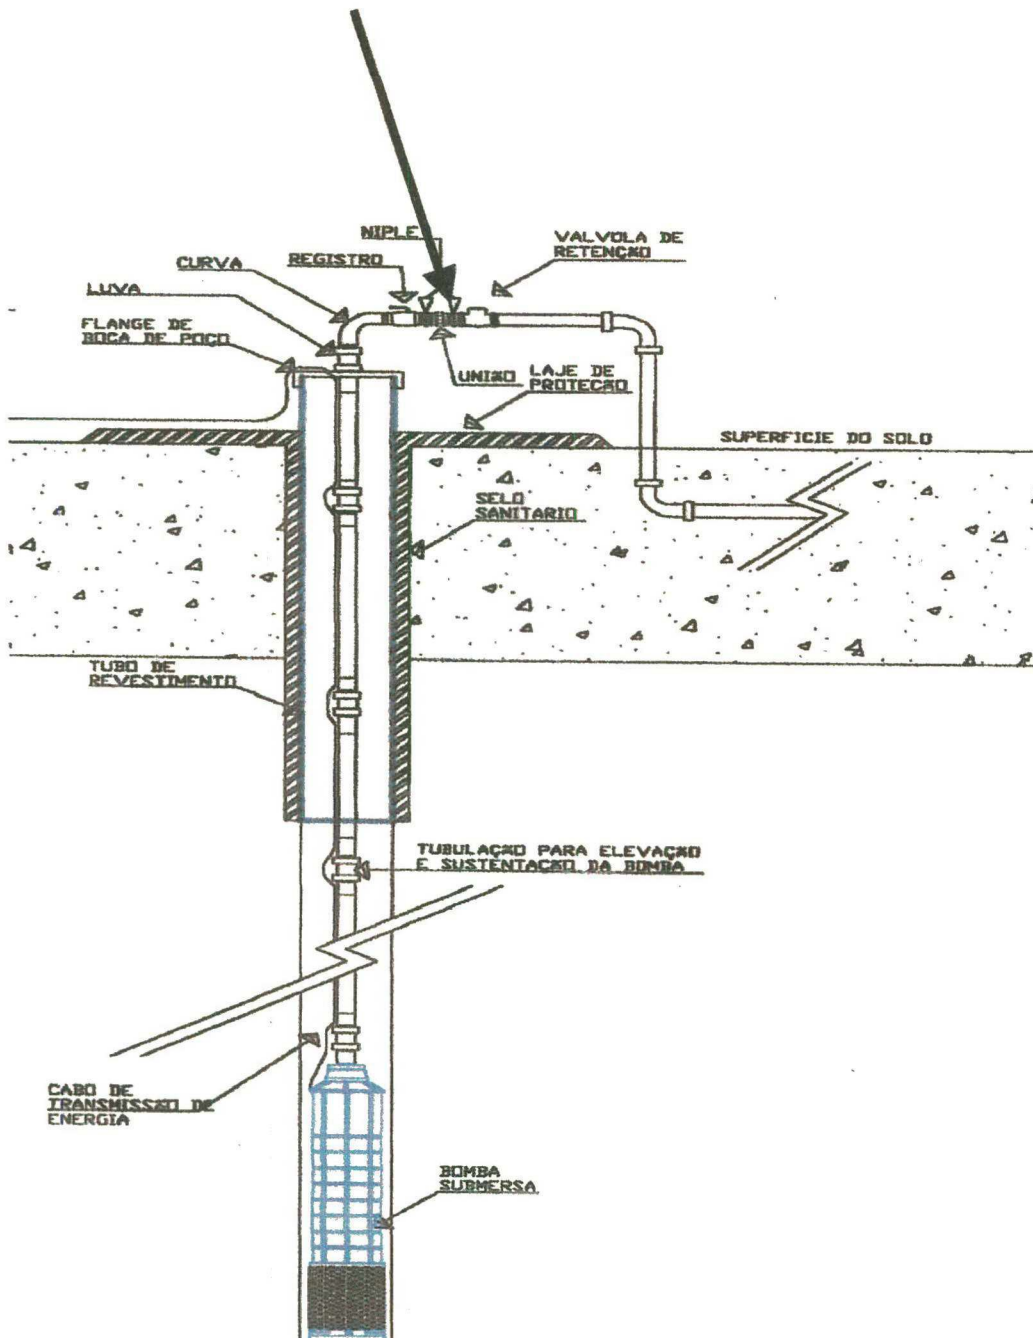 NIPLE
VALVULA DE
RETENÇÃO
REGISTRO
CURVA
LUVA
FLANGE DE
BOCA DE POÇO
UNIÃO
LAJE DE
PROTEÇÃO
SUPERFICIE DO SOLO
SELO
SANITARIO
TUBO DE
REVESTIMENTO
TUBULAÇÃO PARA ELEVAÇÃO
E SUSTENTAÇÃO DA BOMBA
CABO DE
TRANSMISSÃO DE
ENERGIA
BOMBA
SUBMERSA